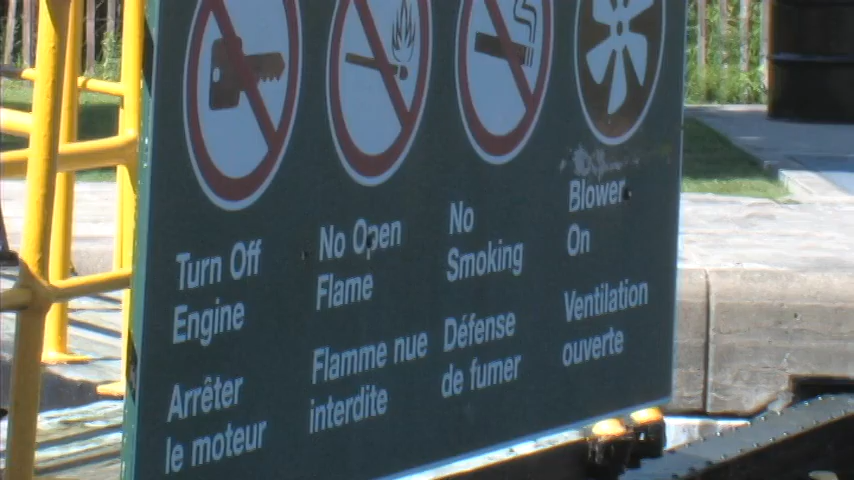 Turn Off
Engine
Arrêter
le moteur
No Open
Flame
Flamme nue
interdite
No
Smoking
Défense
de fumer
Blower
On
Ventilation
ouverte